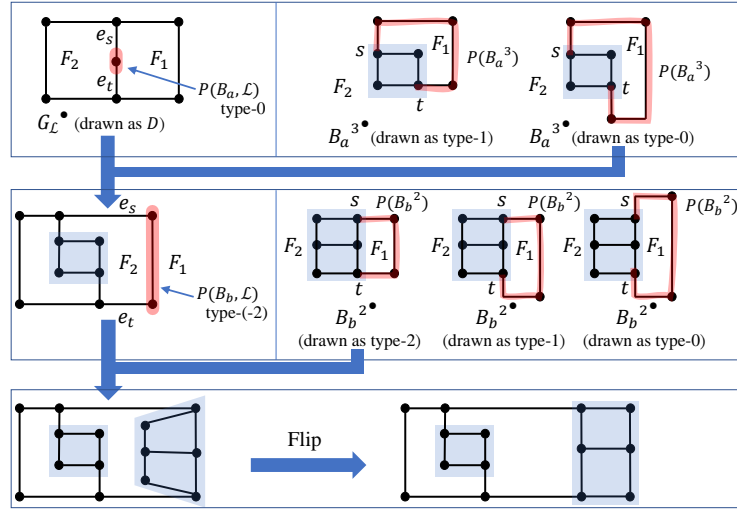 e_s
F_2 F_1
e_t
P(B_a, ℒ)
type-0
G_ℒ^• (drawn as D)
s F_1 P(B_a^3)
F_2 t
B_a^3• (drawn as type-1)
s F_1 P(B_a^3)
F_2 t
B_a^3• (drawn as type-0)
e_s
F_2 F_1
P(B_b, ℒ)
type-(-2)
e_t
s P(B_b^2)
F_2 F_1
t
B_b^2•
(drawn as type-2)
s P(B_b^2)
F_2 F_1
t
B_b^2•
(drawn as type-1)
s P(B_b^2)
F_2 F_1
t
B_b^2•
(drawn as type-0)
Flip